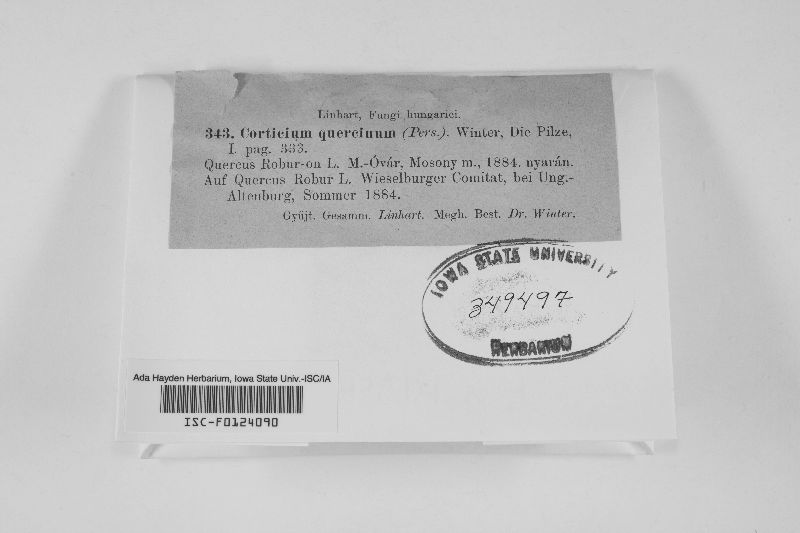 Linhart, Fungi hungarici.
343. Corticium quercinum (Pers.). Winter, Die Pilze,
I. pag. 333.
Quercus Robur-on L. M.-Óvár, Mosony m., 1884. nyarán.
Auf Quercus Robur L. Wieselburger Comitat, bei Ung.-
Altenburg, Sommer 1884.
Gyüjt. Gesamm. Linhart. Megh. Best. Dr. Winter.
IOWA STATE UNIVERSITY
349497
HERBARIUM
Ada Hayden Herbarium, Iowa State Univ.-ISC/IA
ISC-F0124090